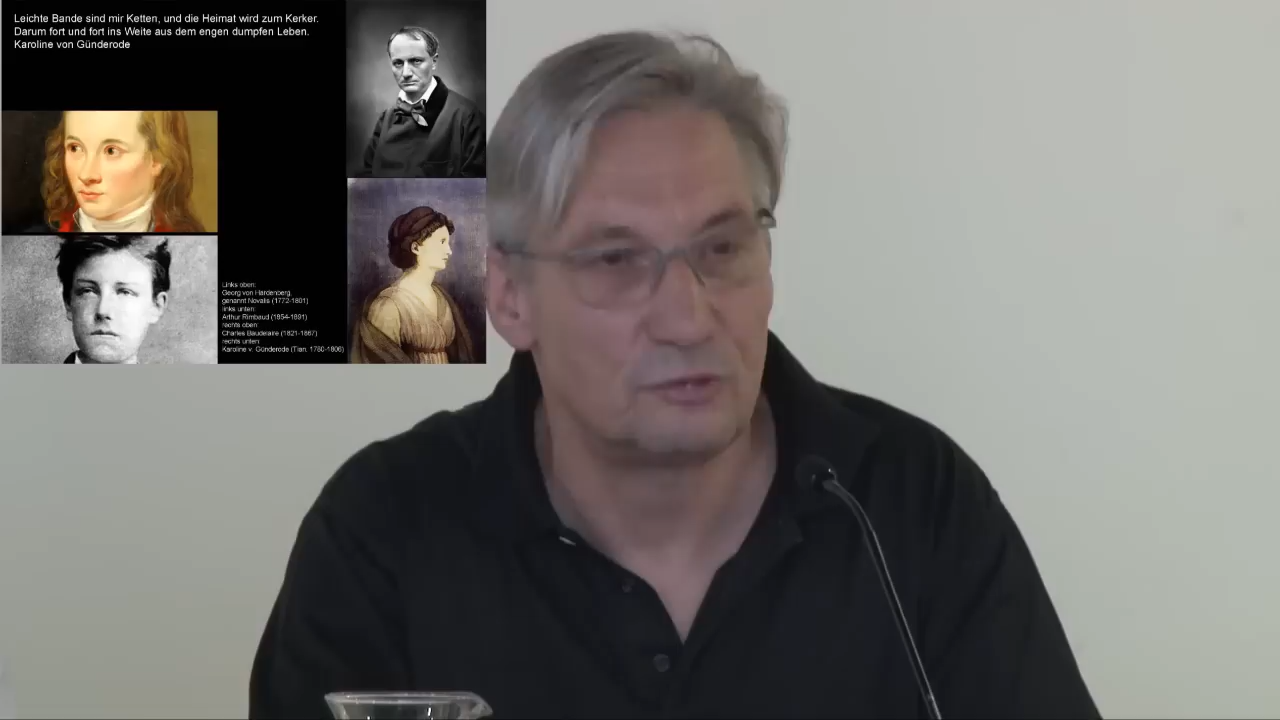 Leichte Bande sind mir Ketten, und die Heimat wird zum Kerker.
Darum fort und fort ins Weite aus dem engen dumpfen Leben.
Karoline von Günderode
Links oben:
Georg von Hardenberg,
genannt Novalis (1772-1801)
links unten:
Arthur Rimbaud (1854-1891)
rechts oben:
Charles Baudelaire (1821-1867)
rechts unten:
Karoline v. Günderode (Tian, 1780-1806)